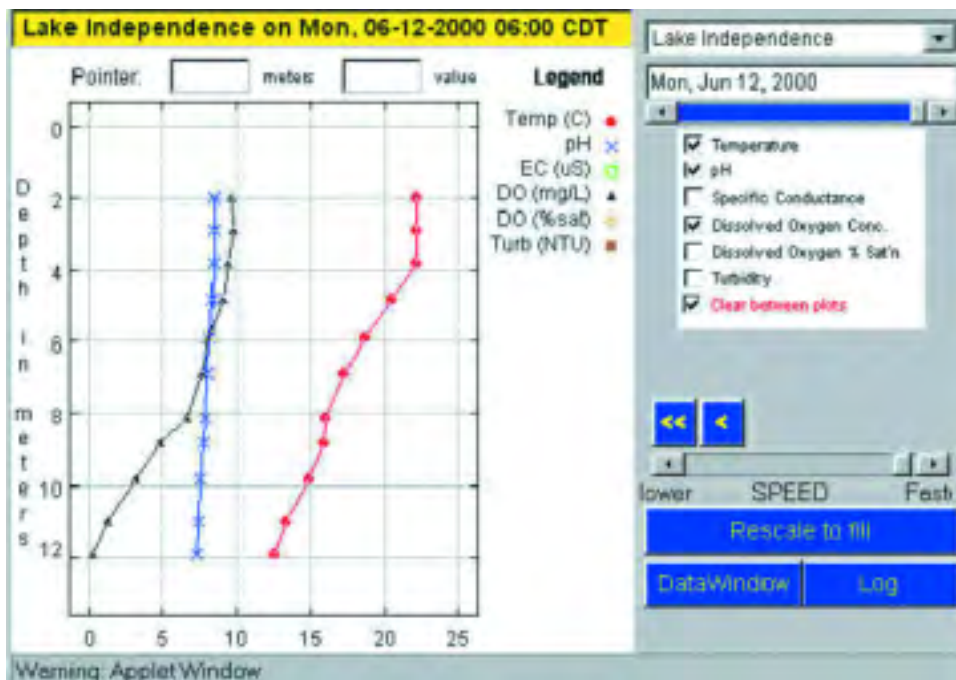 Lake Independence on Mon, 06-12-2000 06:00 CDT
Pointer: meters value Legend
Temp (C)
pH
EC (uS)
DO (mg/L)
DO (%sat)
Turb (NTU)
Depth in meters
0
2
4
6
8
10
12
0 5 10 15 20 25
Warning: Applet Window
Lake Independence
Mon, Jun 12, 2000
Temperature
pH
Specific Conductance
Dissolved Oxygen Conc.
Dissolved Oxygen % Sat'n
Turbidity
Clear between plots
<< <
lower SPEED Fast
Rescale to fill
DataWindow Log